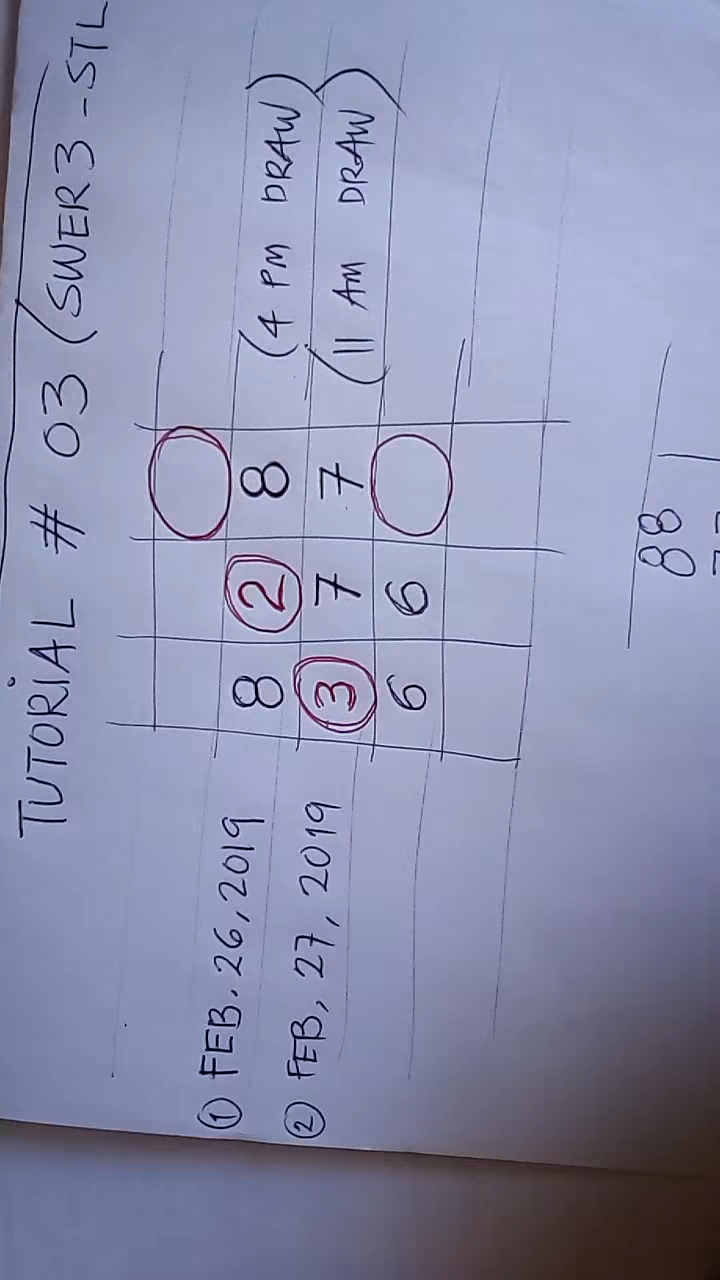 TUTORIAL # 03 (SWER3 - STL
① FEB. 26, 2019 8 2 8 (4 PM DRAW)
② FEB, 27, 2019 3 7 7 (11 AM DRAW)
6 6
88